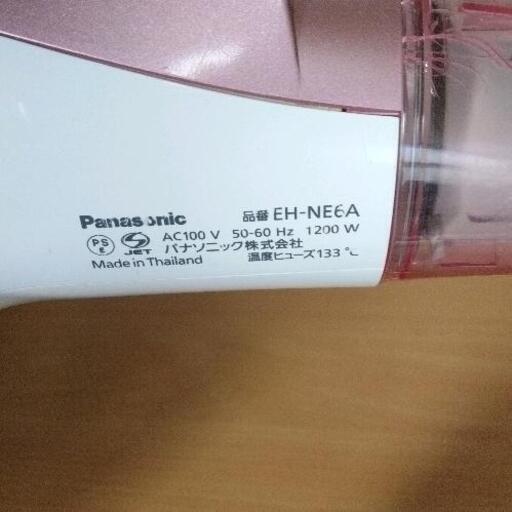 Panasonic 品番 EH-NE6A
PS E JET AC100 V 50-60 Hz 1200 W
パナソニック株式会社
Made in Thailand 温度ヒューズ133 ℃